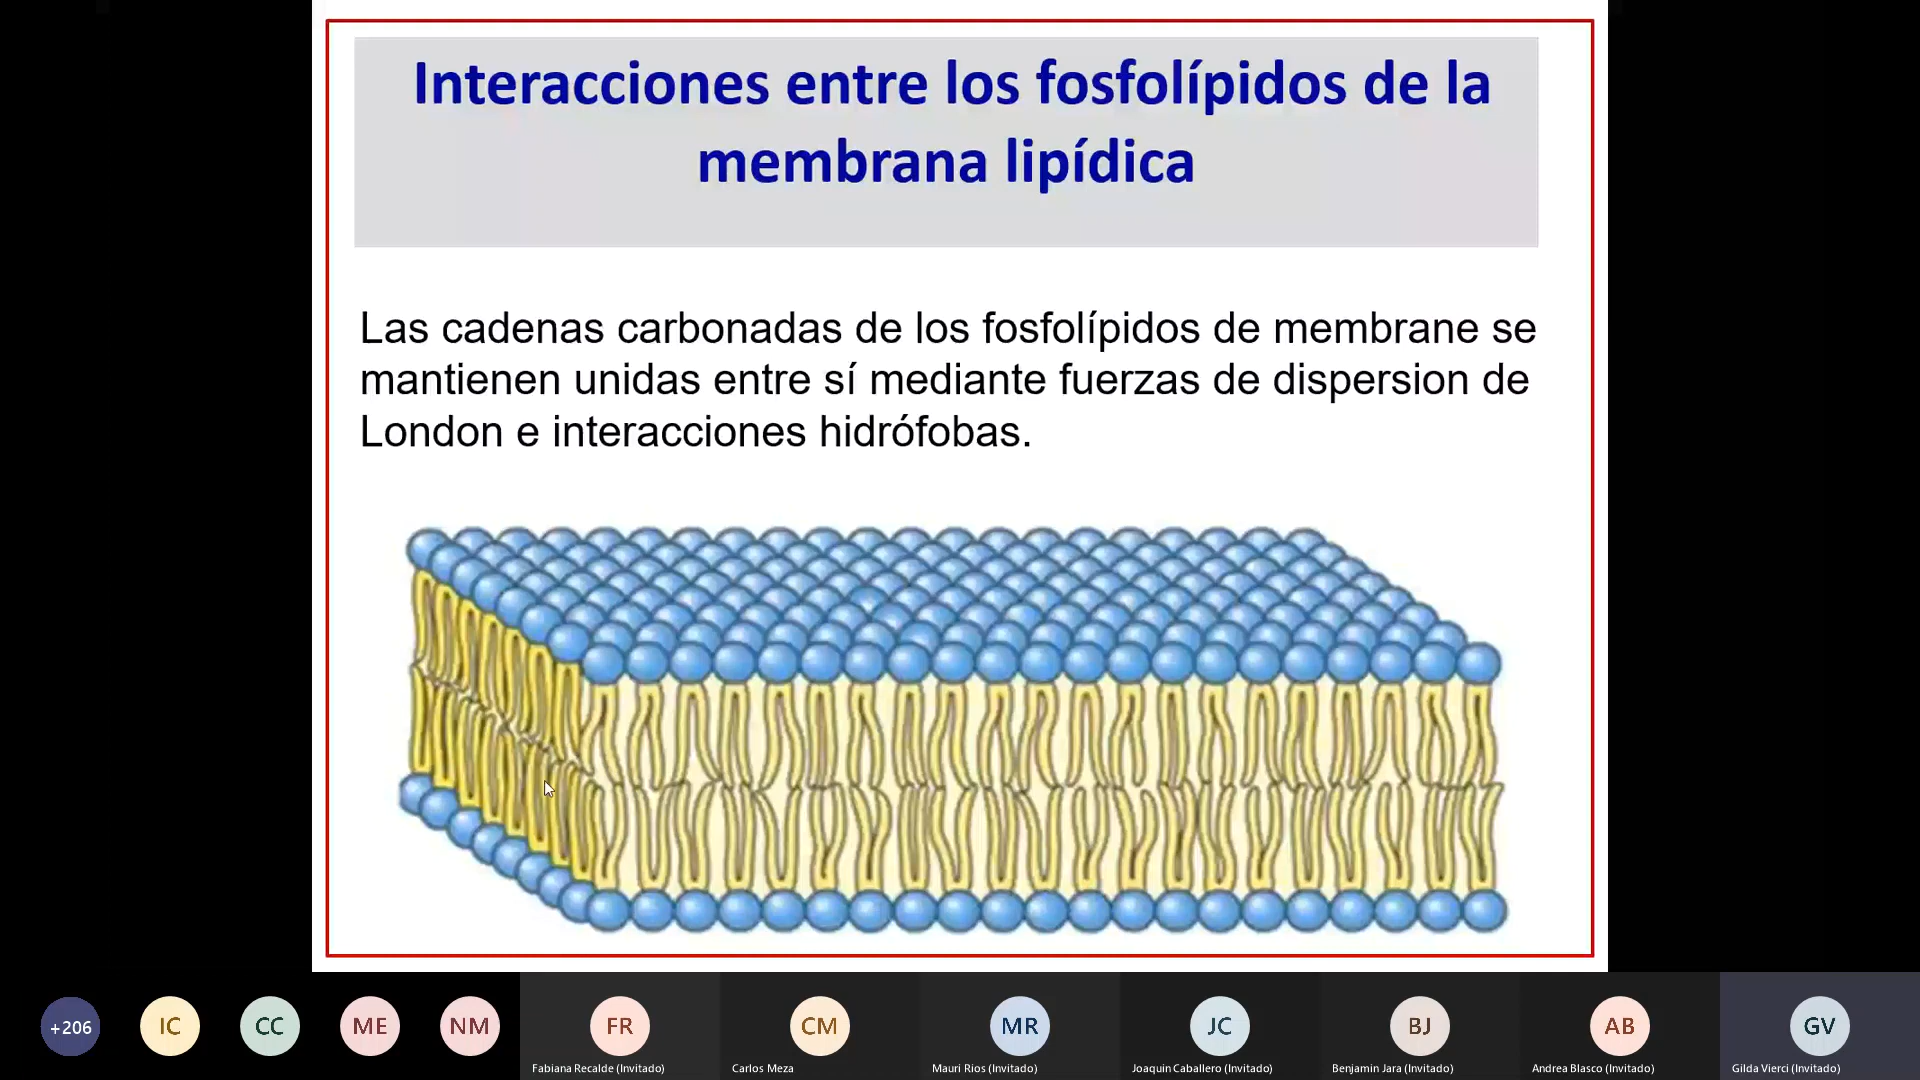 Interacciones entre los fosfolípidos de la
membrana lipídica
Las cadenas carbonadas de los fosfolípidos de membrane se
mantienen unidas entre sí mediante fuerzas de dispersion de
London e interacciones hidrófobas.
+206
IC
CC
ME
NM
FR
CM
MR
JC
BJ
AB
GV
Fabiana Recalde (Invitado)
Carlos Meza
Mauri Rios (Invitado)
Joaquin Caballero (Invitado)
Benjamin Jara (Invitado)
Andrea Blasco (Invitado)
Gilda Vierci (Invitado)